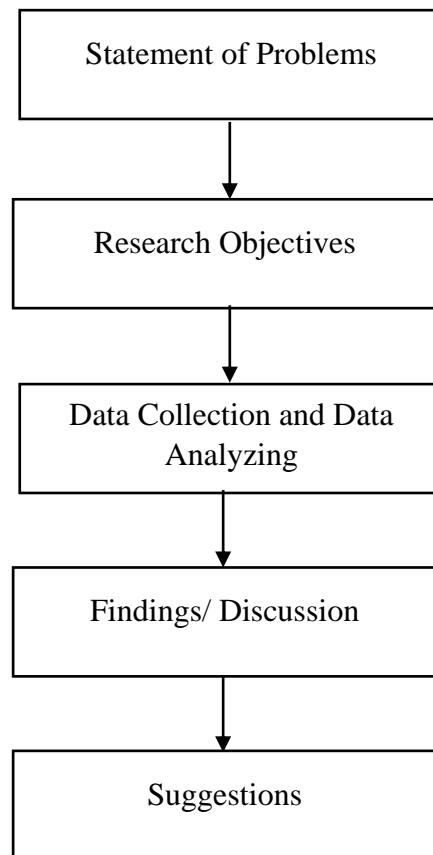 Statement of Problems
Research Objectives
Data Collection and Data
Analyzing
Findings/ Discussion
Suggestions